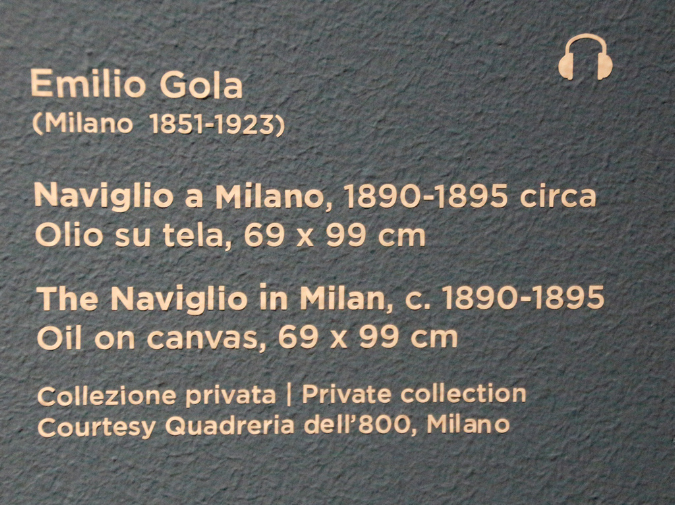 Emilio Gola
(Milano 1851-1923)
Naviglio a Milano, 1890-1895 circa
Olio su tela, 69 x 99 cm
The Naviglio in Milan, c. 1890-1895
Oil on canvas, 69 x 99 cm
Collezione privata | Private collection
Courtesy Quadreria dell’800, Milano